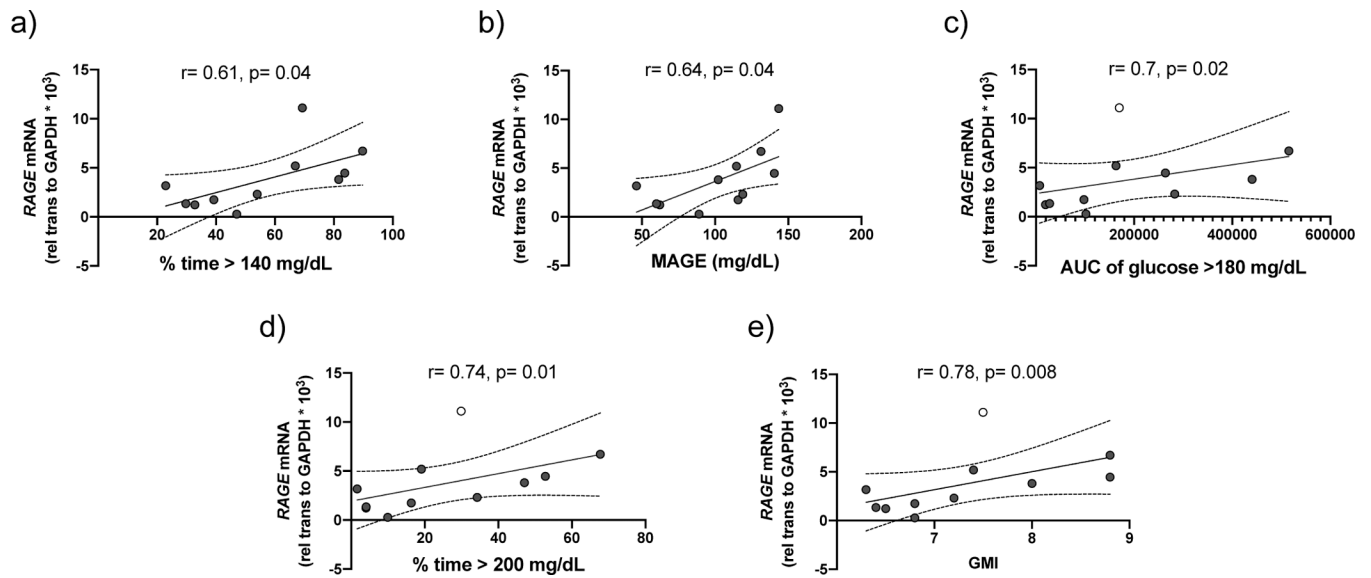 a)
r= 0.61, p= 0.04
RAGE mRNA
(rel trans to GAPDH * 10³)
15
10
5
0
-5
20 40 60 80 100
% time > 140 mg/dL
b)
r= 0.64, p= 0.04
RAGE mRNA
(rel trans to GAPDH * 10³)
15
10
5
0
-5
50 100 150 200
MAGE (mg/dL)
c)
r= 0.7, p= 0.02
RAGE mRNA
(rel trans to GAPDH * 10³)
15
10
5
0
-5
200000 400000 600000
AUC of glucose >180 mg/dL
d)
r= 0.74, p= 0.01
RAGE mRNA
(rel trans to GAPDH * 10³)
15
10
5
0
-5
20 40 60 80
% time > 200 mg/dL
e)
r= 0.78, p= 0.008
RAGE mRNA
(rel trans to GAPDH * 10³)
15
10
5
0
-5
7 8 9
GMI